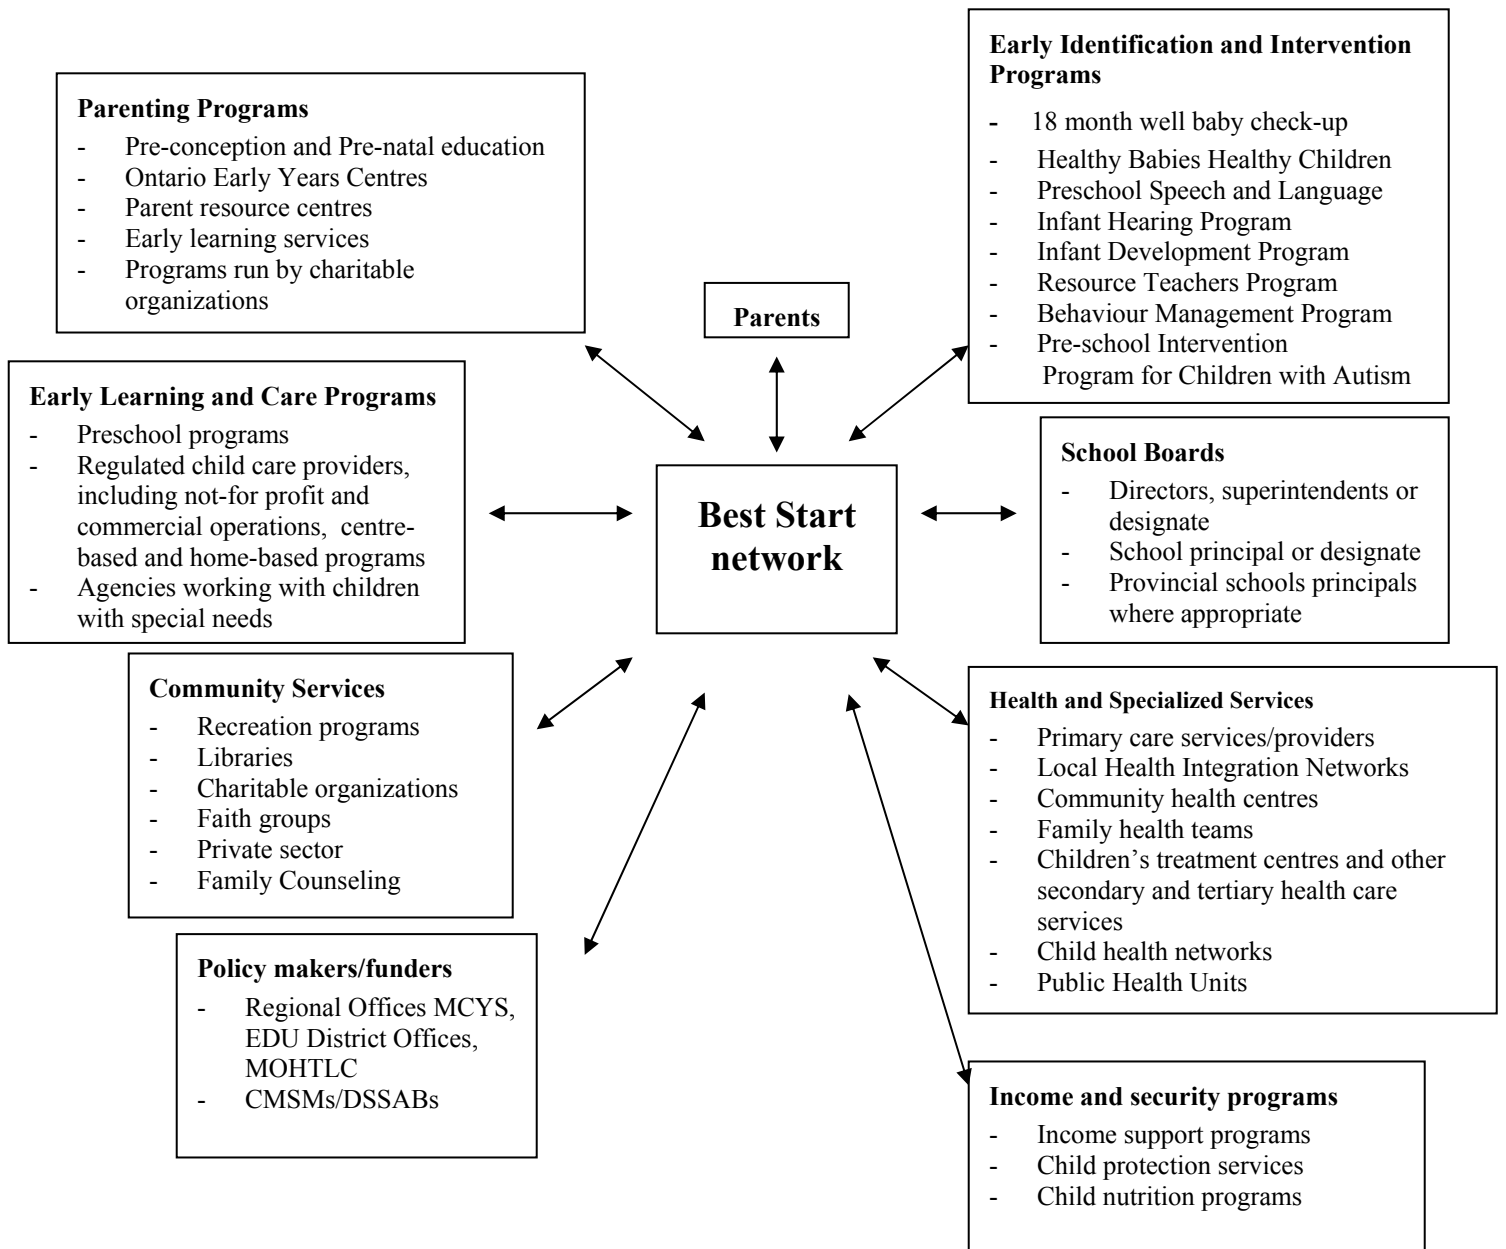 Parenting Programs
- Pre-conception and Pre-natal education
- Ontario Early Years Centres
- Parent resource centres
- Early learning services
- Programs run by charitable
organizations
Parents
Early Identification and Intervention
Programs
- 18 month well baby check-up
- Healthy Babies Healthy Children
- Preschool Speech and Language
- Infant Hearing Program
- Infant Development Program
- Resource Teachers Program
- Behaviour Management Program
- Pre-school Intervention
Program for Children with Autism
Early Learning and Care Programs
- Preschool programs
- Regulated child care providers,
including not-for profit and
commercial operations, centre-
based and home-based programs
- Agencies working with children
with special needs
Best Start
network
School Boards
- Directors, superintendents or
designate
- School principal or designate
- Provincial schools principals
where appropriate
Community Services
- Recreation programs
- Libraries
- Charitable organizations
- Faith groups
- Private sector
- Family Counseling
Health and Specialized Services
- Primary care services/providers
- Local Health Integration Networks
- Community health centres
- Family health teams
- Children’s treatment centres and other
secondary and tertiary health care
services
- Child health networks
- Public Health Units
Policy makers/funders
- Regional Offices MCYS,
EDU District Offices,
MOHTLC
- CMSMs/DSSABs
Income and security programs
- Income support programs
- Child protection services
- Child nutrition programs